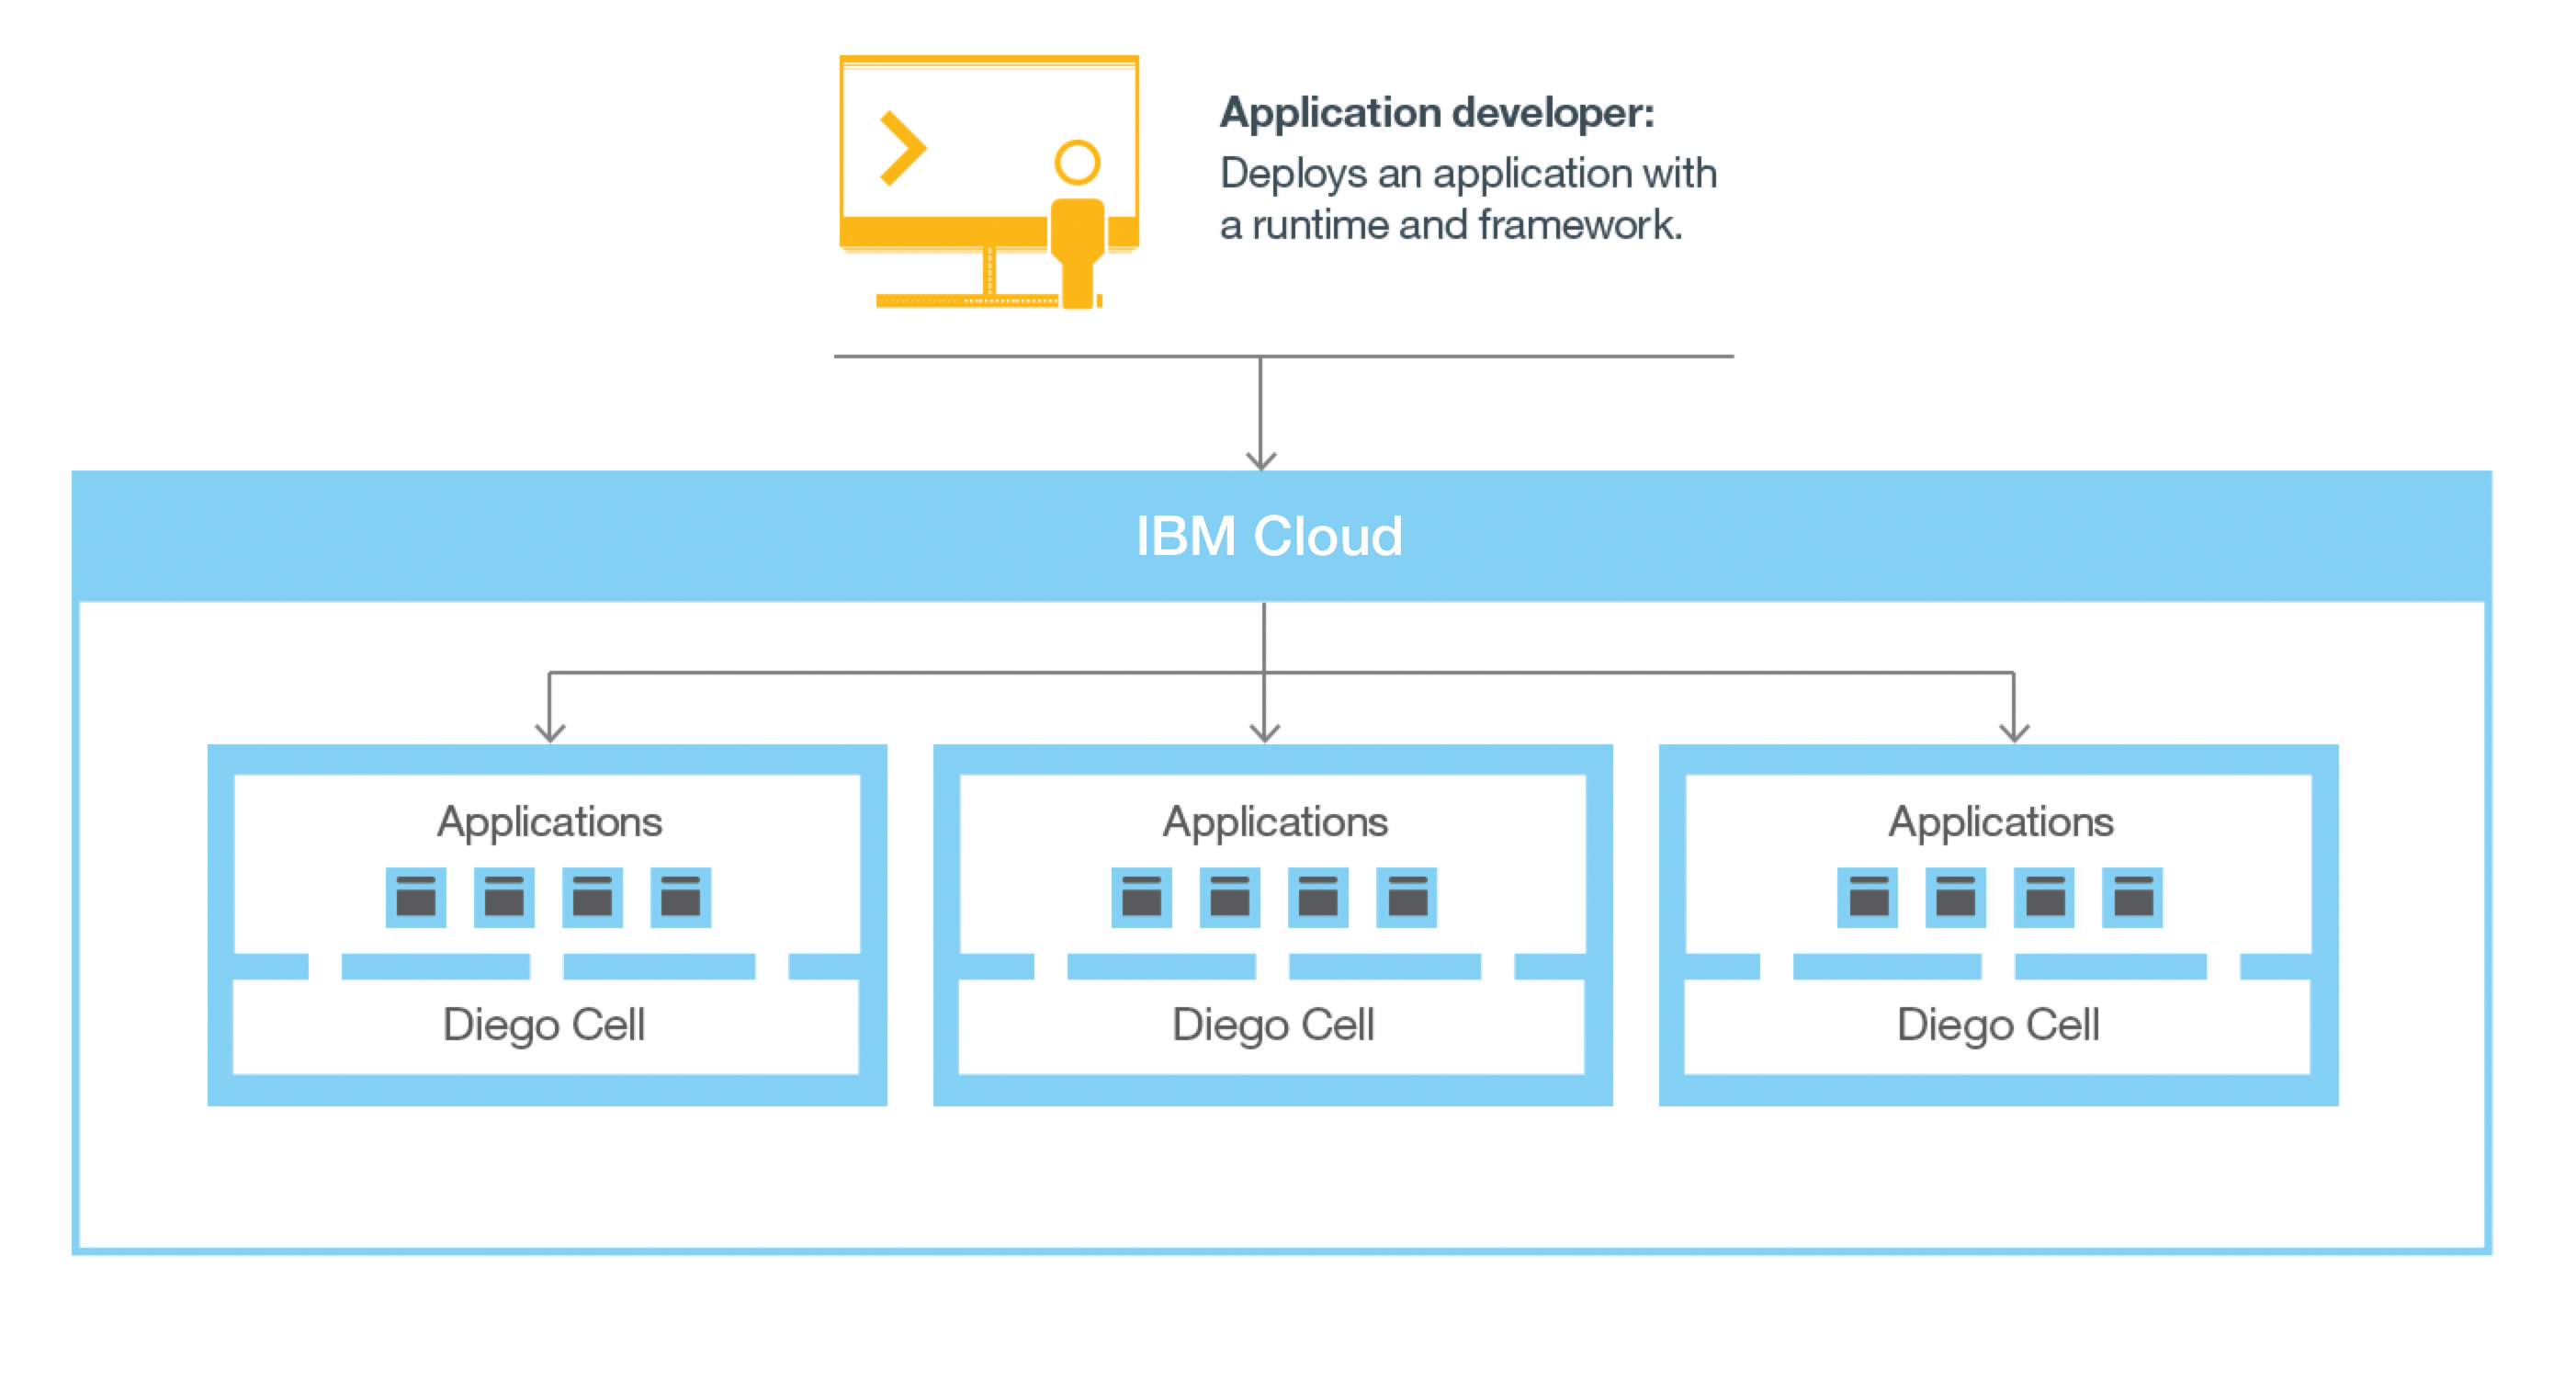 Application developer:
Deploys an application with
a runtime and framework.
IBM Cloud
Applications
Applications
Applications
Diego Cell
Diego Cell
Diego Cell